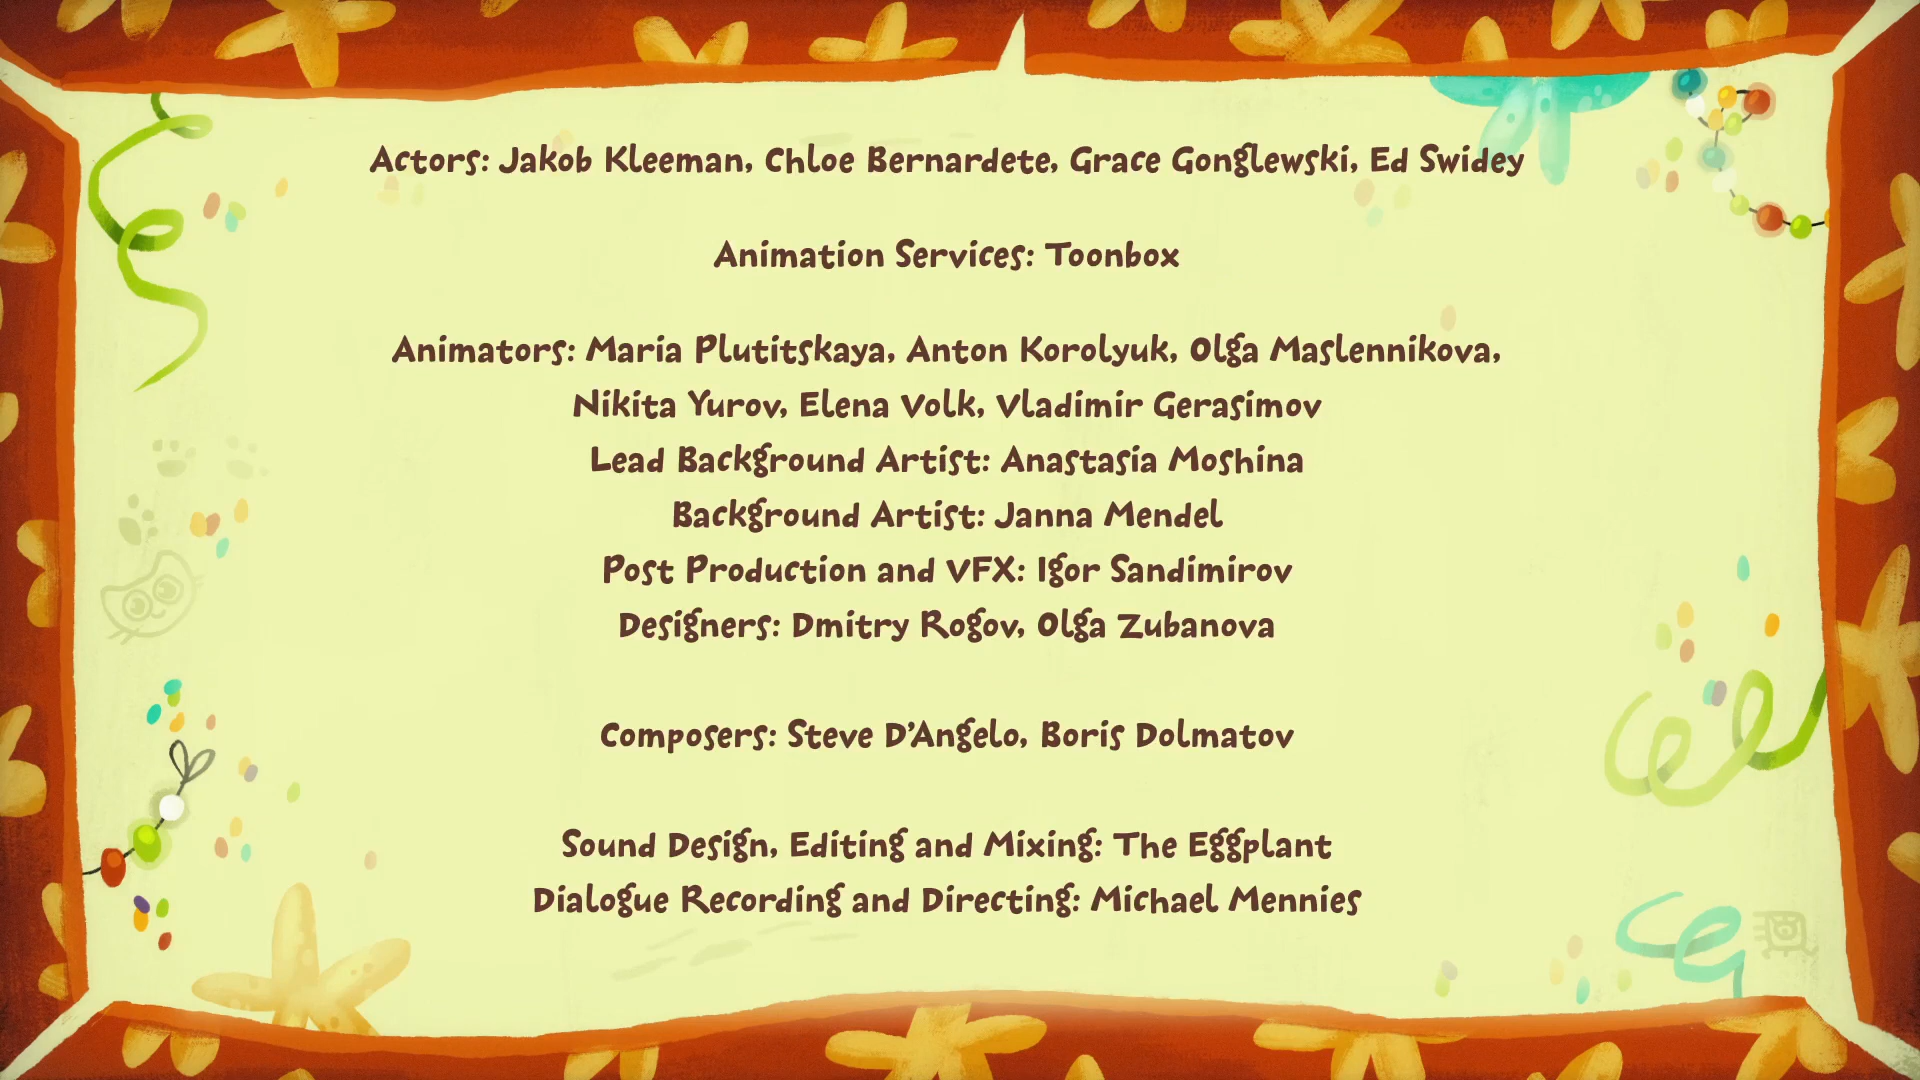 Actors: Jakob Kleeman, Chloe Bernardete, Grace Gonglewski, Ed Swidey
Animation Services: Toonbox
Animators: Maria Plutitskaya, Anton Korolyuk, Olga Maslennikova,
Nikita Yurov, Elena Volk, Vladimir Gerasimov
Lead Background Artist: Anastasia Moshina
Background Artist: Janna Mendel
Post Production and VFX: Igor Sandimirov
Designers: Dmitry Rogov, Olga Zubanova
Composers: Steve D'Angelo, Boris Dolmatov
Sound Design, Editing and Mixing: The Eggplant
Dialogue Recording and Directing: Michael Mennies